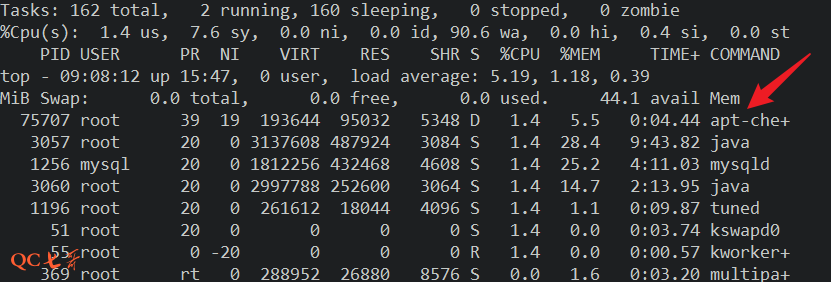 Tasks: 162 total,   2 running, 160 sleeping,   0 stopped,   0 zombie
%Cpu(s):  1.4 us,  7.6 sy,  0.0 ni,  0.0 id, 90.6 wa,  0.0 hi,  0.4 si,  0.0 st
PID USER      PR  NI    VIRT    RES    SHR S  %CPU  %MEM     TIME+ COMMAND
top - 09:08:12 up 15:47,  0 user,  load average: 5.19, 1.18, 0.39
MiB Swap:      0.0 total,      0.0 free,      0.0 used.     44.1 avail Mem
75707 root      39  19  193644  95032   5348 D   1.4   5.5   0:04.44 apt-che+
3057 root      20   0 3137608 487924   3084 S   1.4  28.4   9:43.82 java
1256 mysql     20   0 1812256 432468   4608 S   1.4  25.2   4:11.03 mysqld
3060 root      20   0 2997788 252600   3064 S   1.4  14.7   2:13.95 java
1196 root      20   0  261612  18044   4096 S   1.4   1.1   0:09.87 tuned
51 root      20   0       0      0      0 S   1.4   0.0   0:03.74 kswapd0
55 root       0 -20       0      0      0 R   1.4   0.0   0:00.57 kworker+
369 root      rt   0  288952  26880   8576 S   0.0   1.6   0:03.20 multipa+
QC七哥